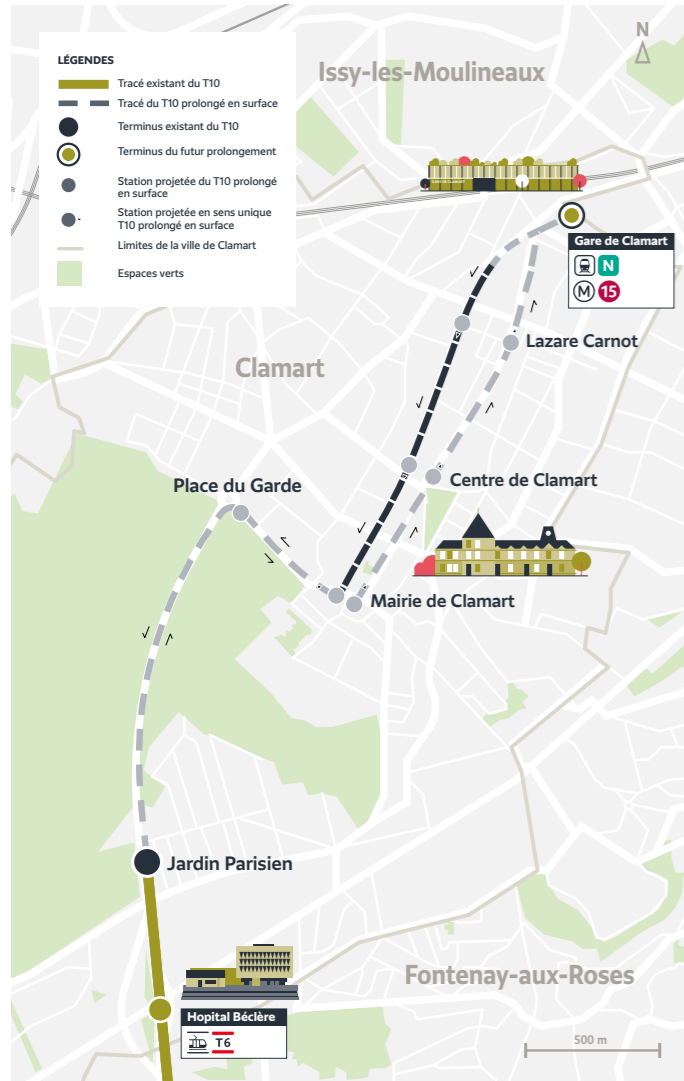 N
Issy-les-Moulineaux
LÉGENDES
Tracé existant du T10
Tracé du T10 prolongé en surface
Terminus existant du T10
Terminus du futur prolongement
Station projetée du T10 prolongé
en surface
Station projetée en sens unique
T10 prolongé en surface
Limites de la ville de Clamart
Espaces verts
Gare de Clamart
N
M 15
Lazare Carnot
Clamart
Centre de Clamart
Place du Garde
Mairie de Clamart
Jardin Parisien
Fontenay-aux-Roses
Hopital Béclère
T6
500 m